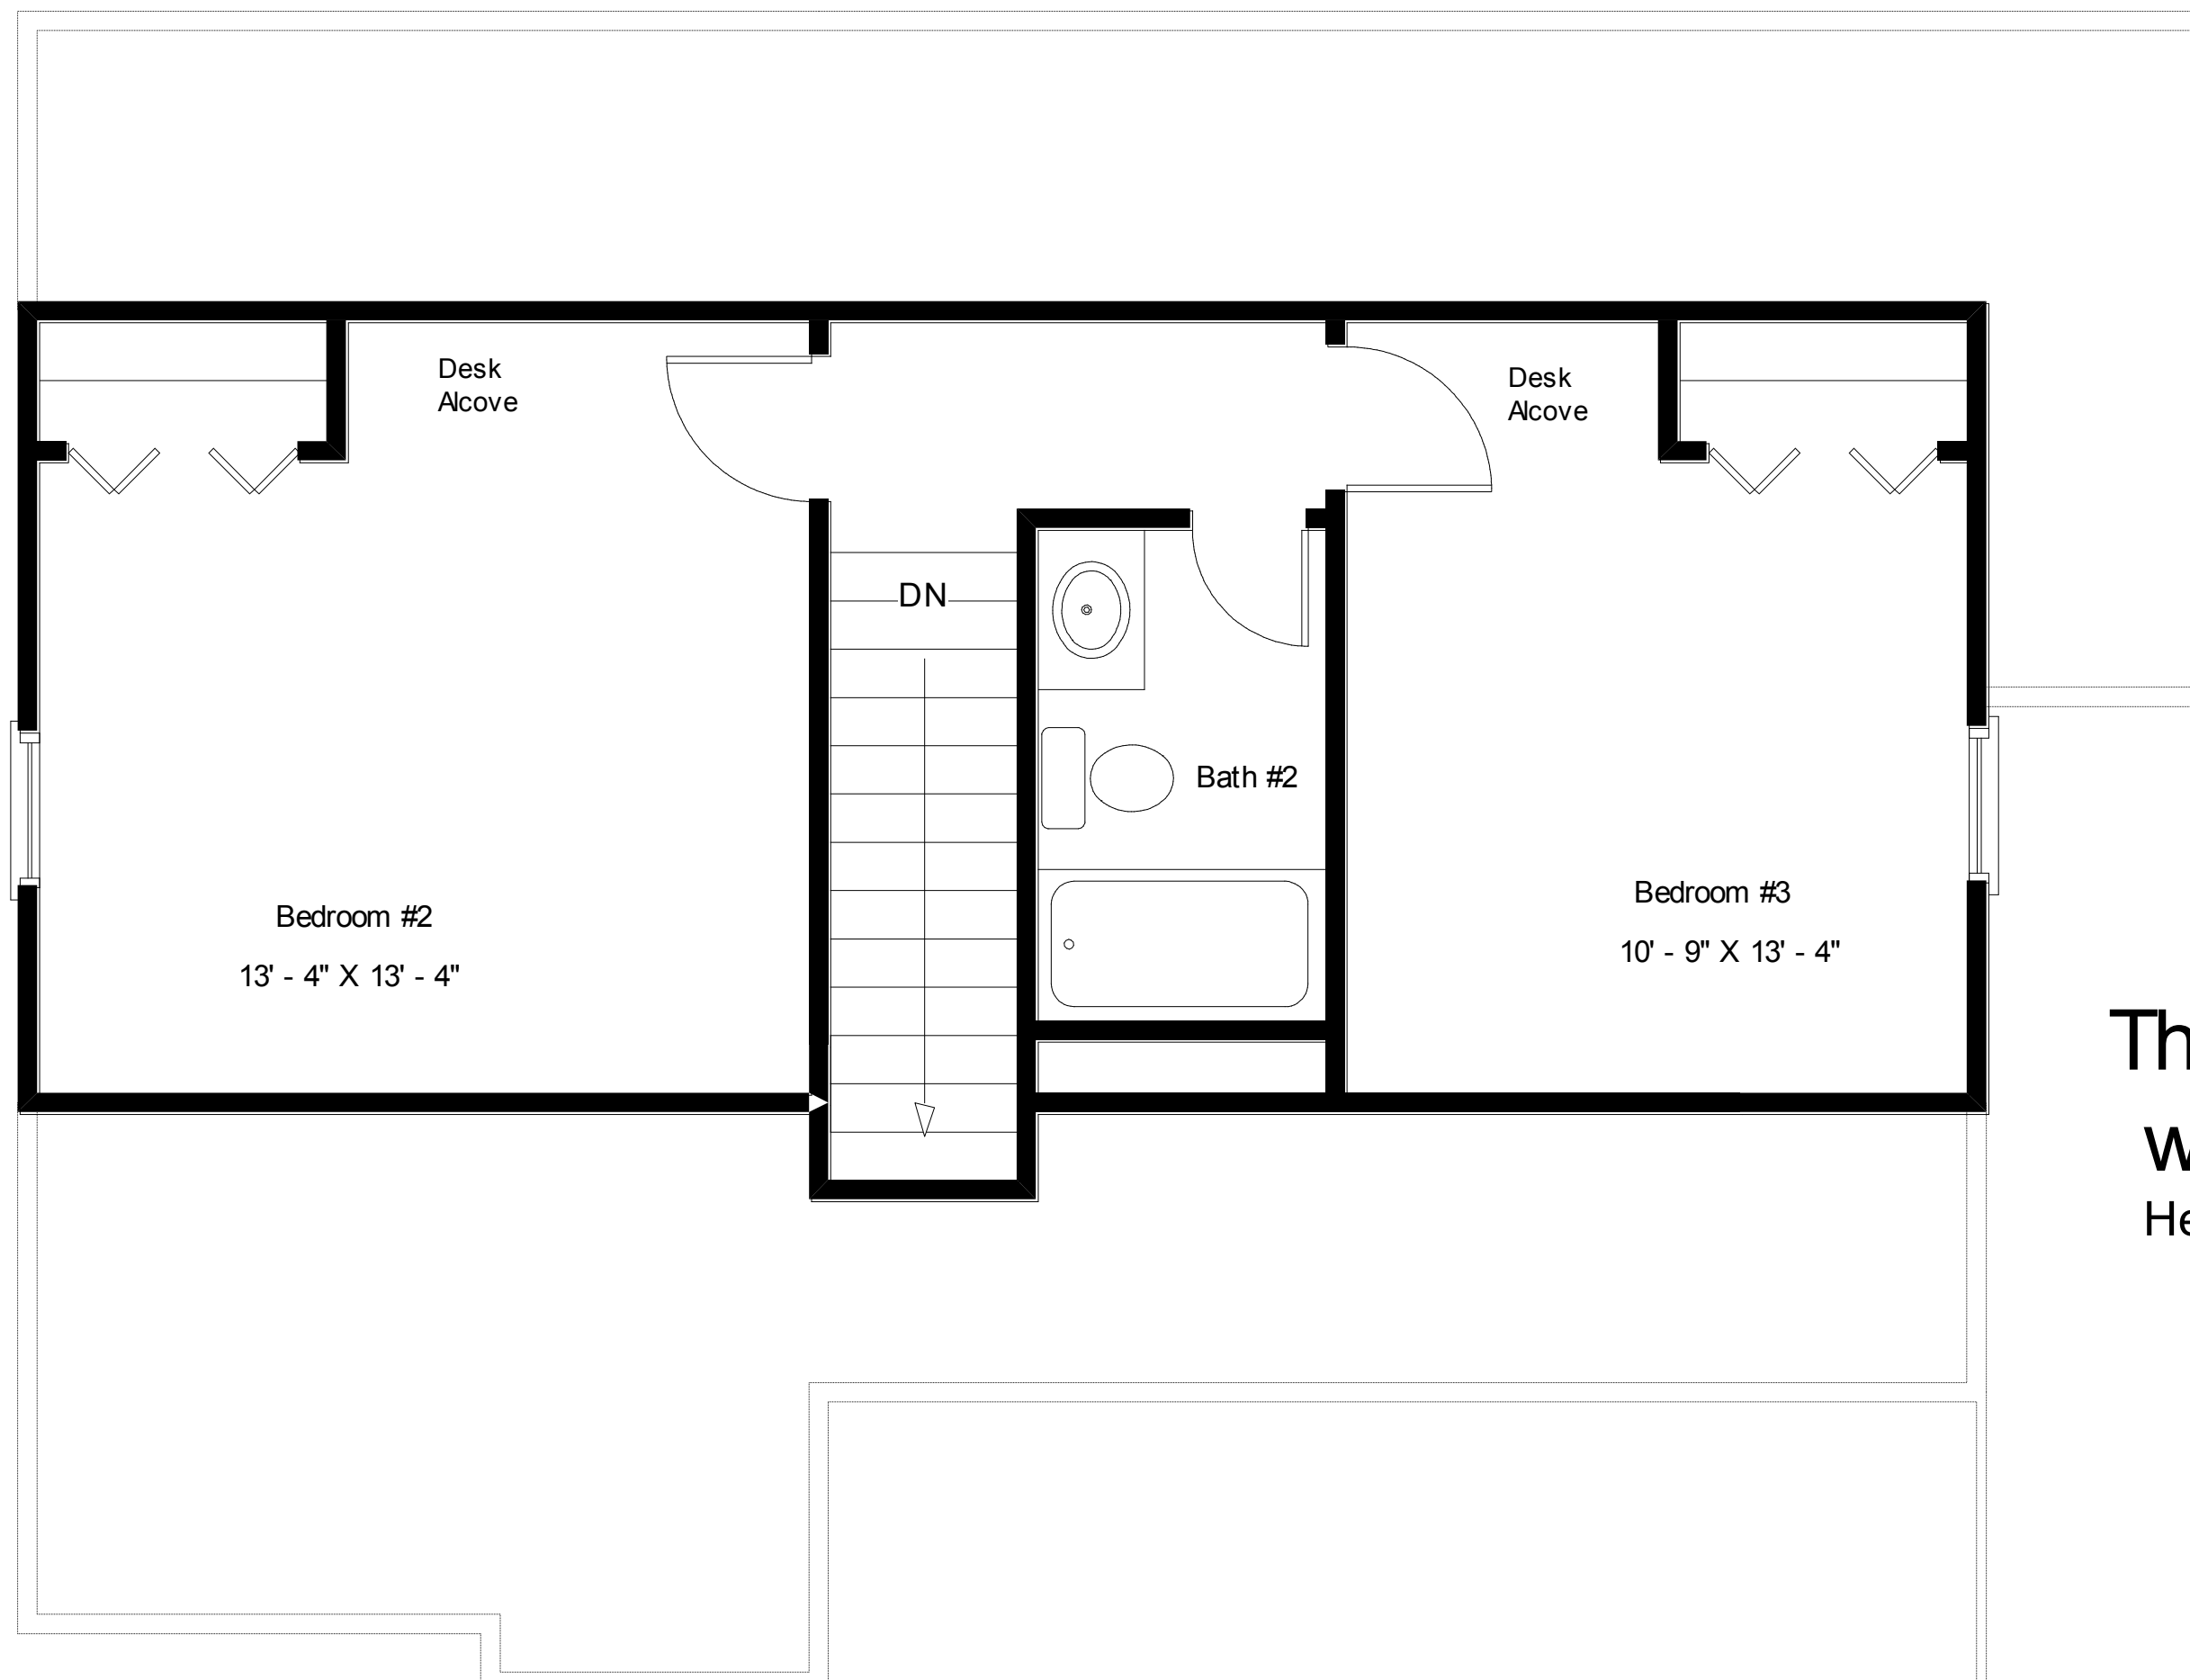 Desk
Alcove
Desk
Alcove
DN
Bath #2
Bedroom #2
13' - 4" X 13' - 4"
Bedroom #3
10' - 9" X 13' - 4"